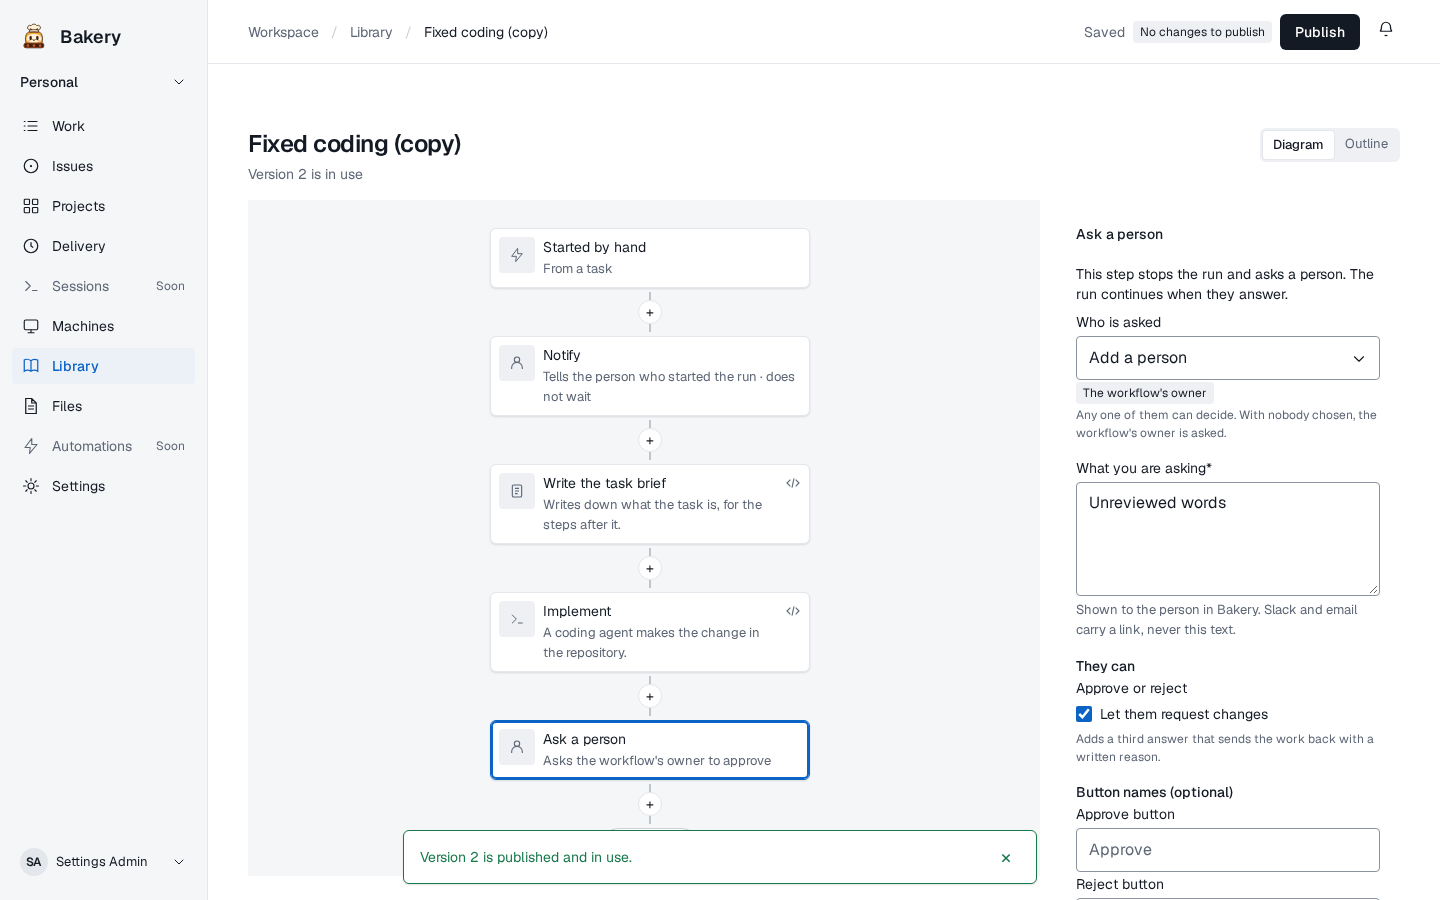 Bakery
Personal
Work
Issues
Projects
Delivery
Sessions Soon
Machines
Library
Files
Automations Soon
Settings
SA Settings Admin
Workspace / Library / Fixed coding (copy)
Saved No changes to publish Publish
Fixed coding (copy)
Version 2 is in use
Diagram Outline
Started by hand
From a task
+
Notify
Tells the person who started the run · does
not wait
+
Write the task brief
Writes down what the task is, for the
steps after it.
+
Implement
A coding agent makes the change in
the repository.
+
Ask a person
Asks the workflow's owner to approve
+
Version 2 is published and in use.
Ask a person
This step stops the run and asks a person. The
run continues when they answer.
Who is asked
Add a person
The workflow's owner
Any one of them can decide. With nobody chosen, the
workflow's owner is asked.
What you are asking*
Unreviewed words
Shown to the person in Bakery. Slack and email
carry a link, never this text.
They can
Approve or reject
Let them request changes
Adds a third answer that sends the work back with a
written reason.
Button names (optional)
Approve button
Approve
Reject button